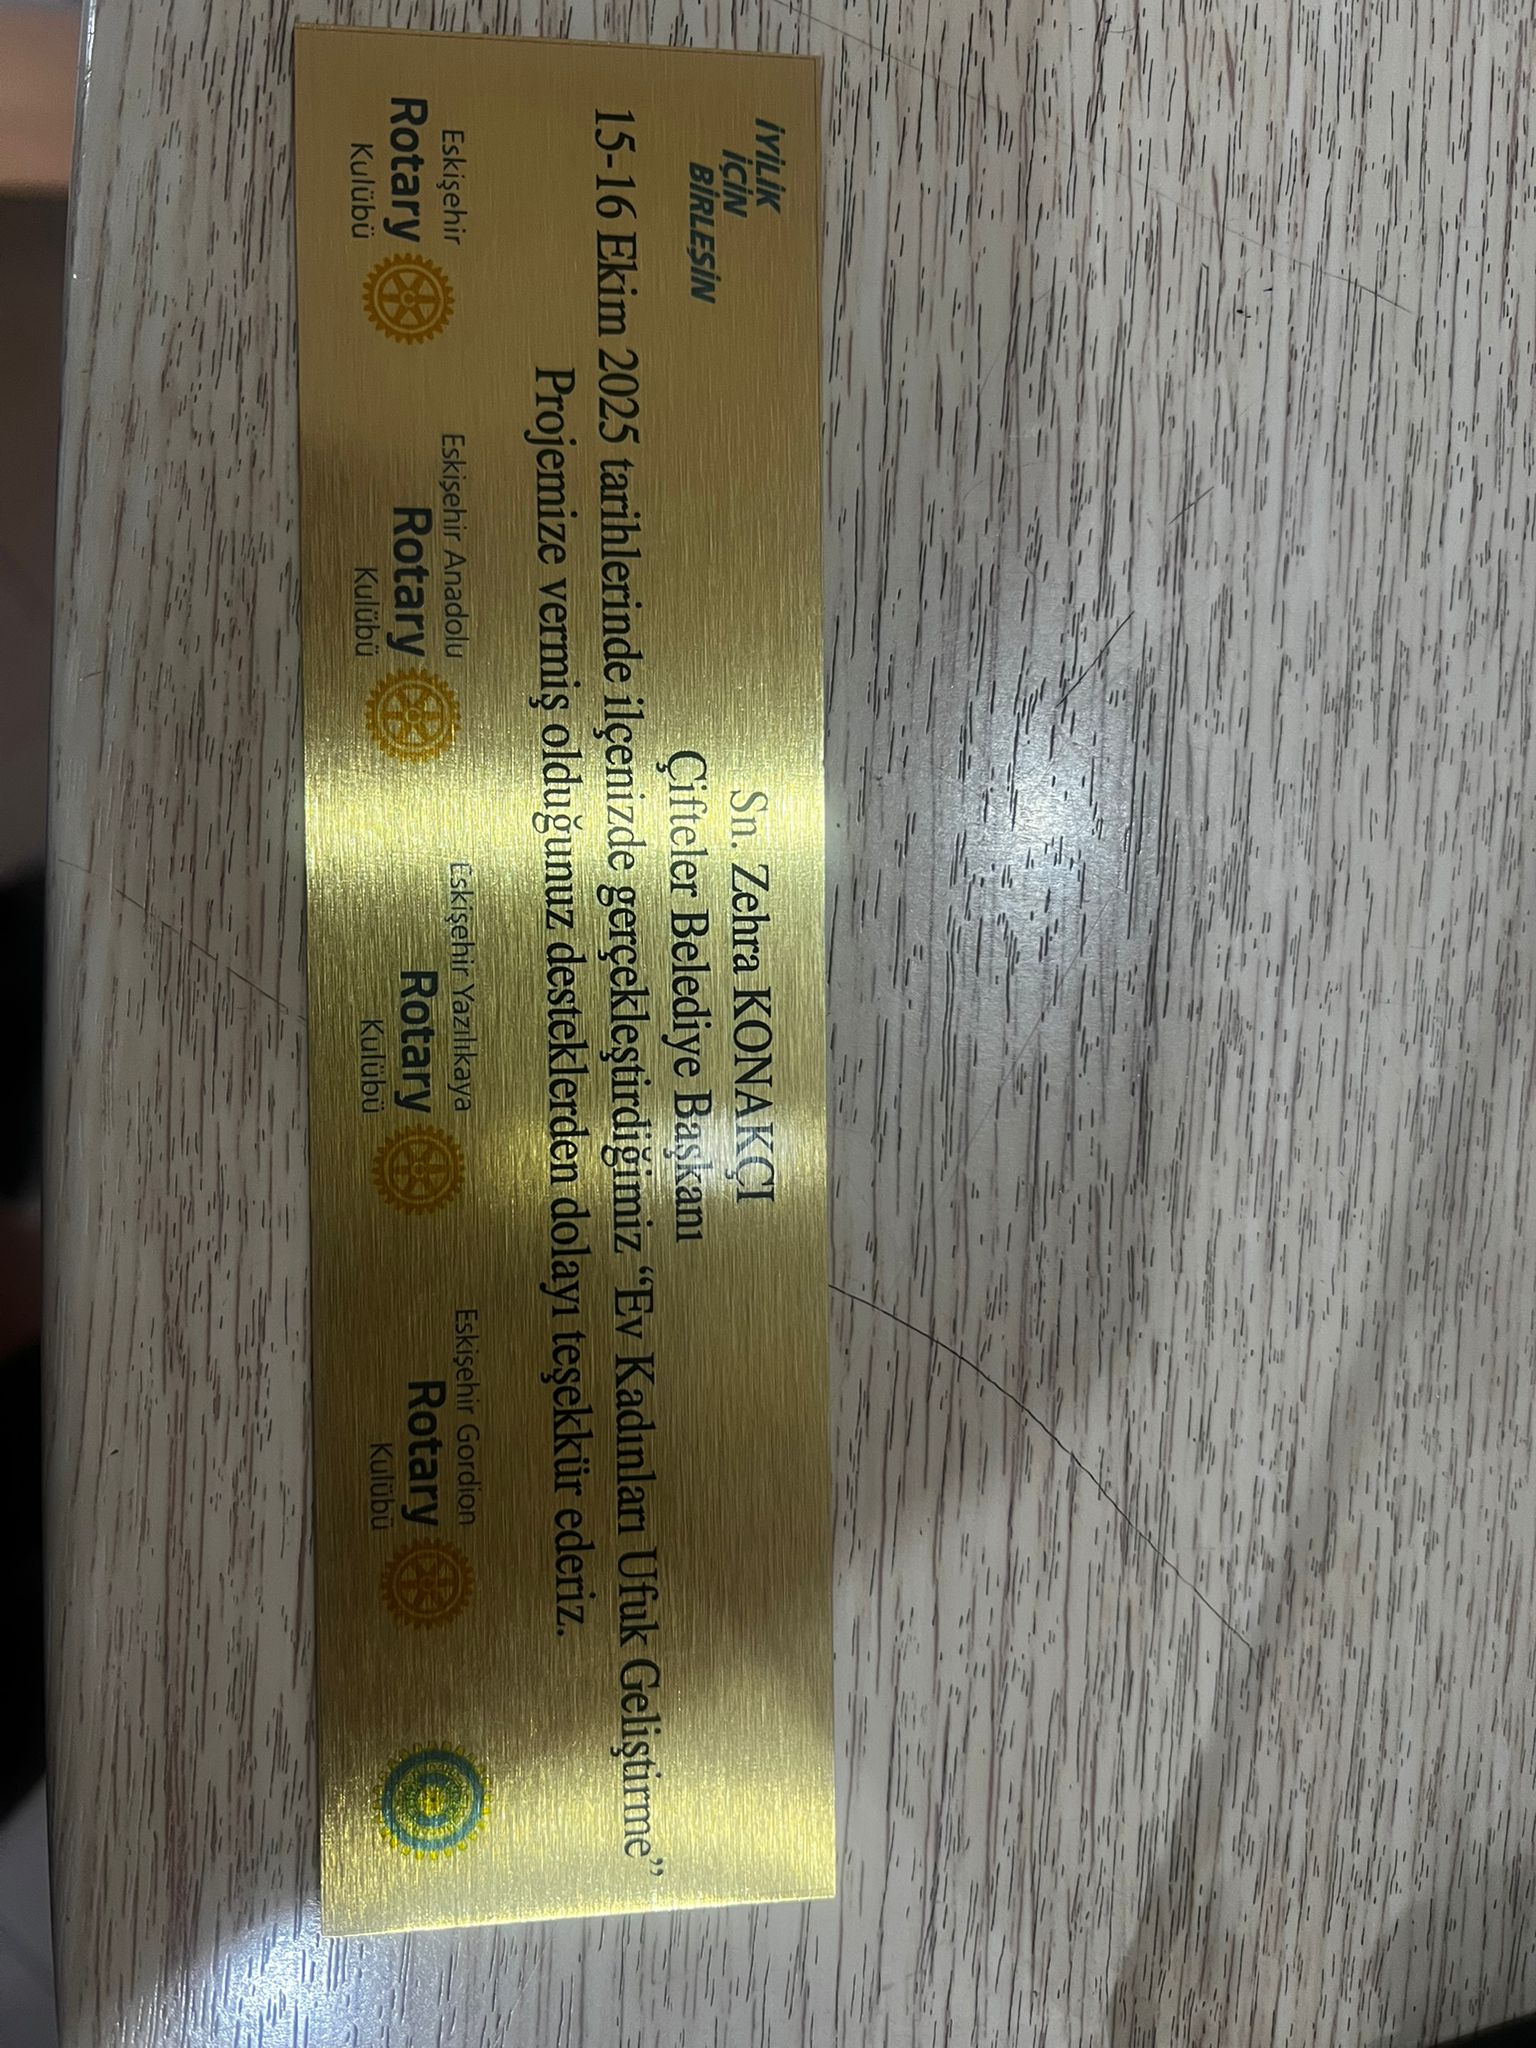 İYİLİK
İÇİN
BİRLEŞİN
Sn. Zehra KONAKÇI
Çifteler Belediye Başkanı
15-16 Ekim 2025 tarihlerinde ilçenizde gerçekleştirdiğimiz “Ev Kadınları Ufuk Geliştirme”
Projemize vermiş olduğunuz desteklerden dolayı teşekkür ederiz.
Eskişehir
Rotary
Kulübü
Eskişehir Anadolu
Rotary
Kulübü
Eskişehir Yazılıkaya
Rotary
Kulübü
Eskişehir Gordion
Rotary
Kulübü